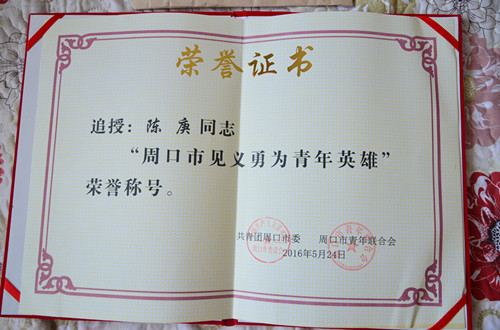 荣誉证书
追授：陈庚同志
“周口市见义勇为青年英雄”
荣誉称号。
共青团周口市委 周口市青年联合会
2016年5月24日